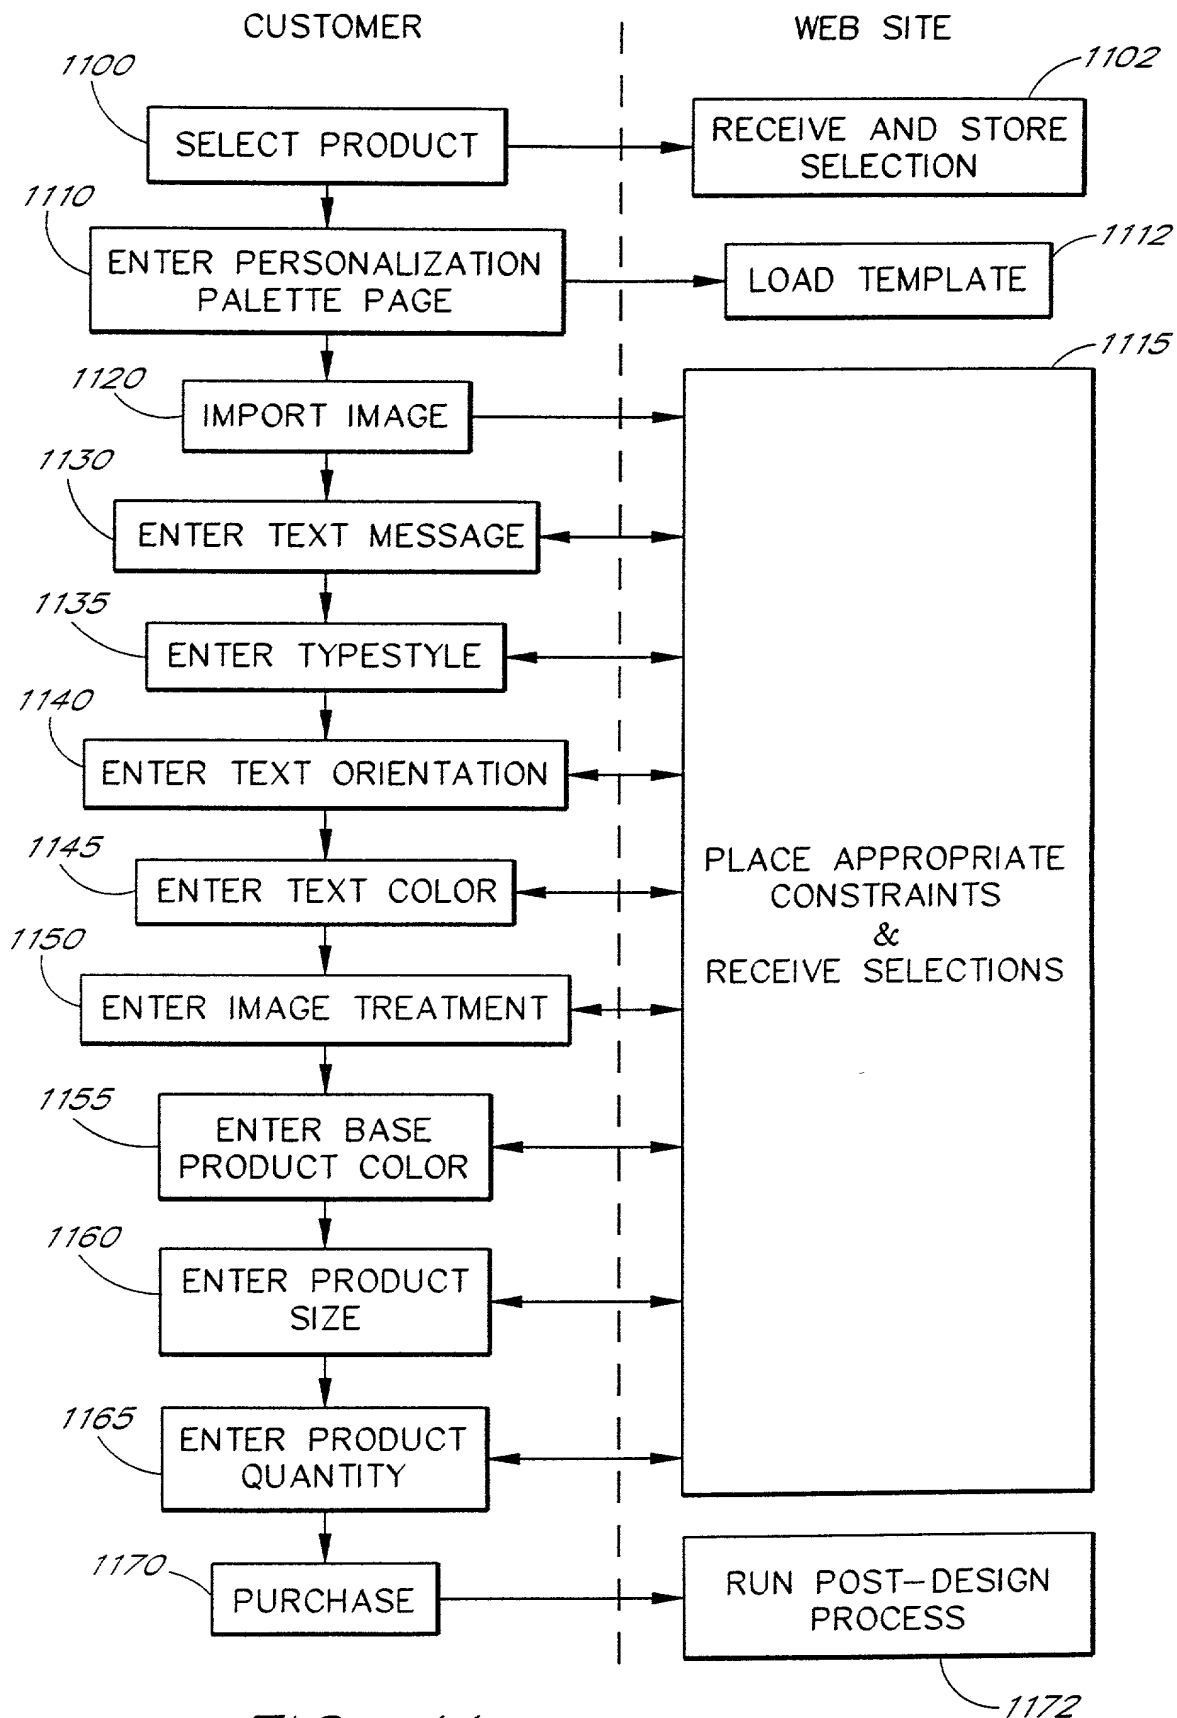 CUSTOMER
WEB SITE
1100
1102
SELECT PRODUCT
RECEIVE AND STORE
SELECTION
1110
1112
ENTER PERSONALIZATION
PALETTE PAGE
LOAD TEMPLATE
1115
1120
IMPORT IMAGE
1130
ENTER TEXT MESSAGE
1135
ENTER TYPESTYLE
1140
ENTER TEXT ORIENTATION
1145
ENTER TEXT COLOR
PLACE APPROPRIATE
CONSTRAINTS
&
RECEIVE SELECTIONS
1150
ENTER IMAGE TREATMENT
1155
ENTER BASE
PRODUCT COLOR
1160
ENTER PRODUCT
SIZE
1165
ENTER PRODUCT
QUANTITY
1170
PURCHASE
RUN POST-DESIGN
PROCESS
1172